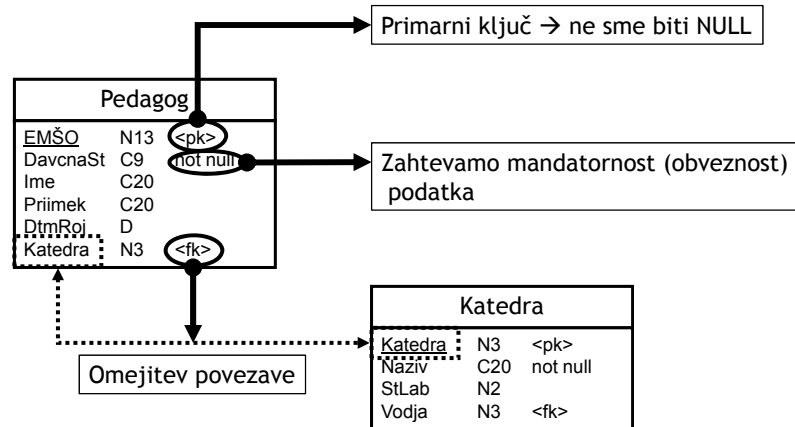 Primarni ključ → ne sme biti NULL
Pedagog
EMŠO N13 <pk>
DavcnaSt C9 not null
Ime C20
Priimek C20
DtmRoj D
Katedra N3 <fk>
Zahtevamo mandatornost (obveznost)
podatka
Omejitev povezave
Katedra
Katedra N3 <pk>
Naziv C20 not null
StLab N2
Vodja N3 <fk>